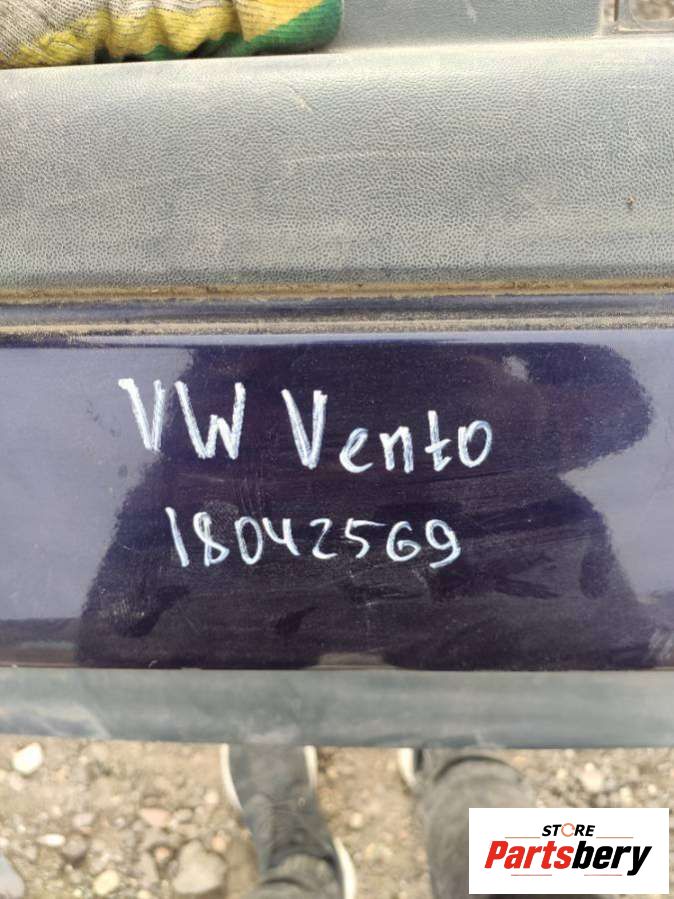 VW Vento
18042569
STORE
Partsbery